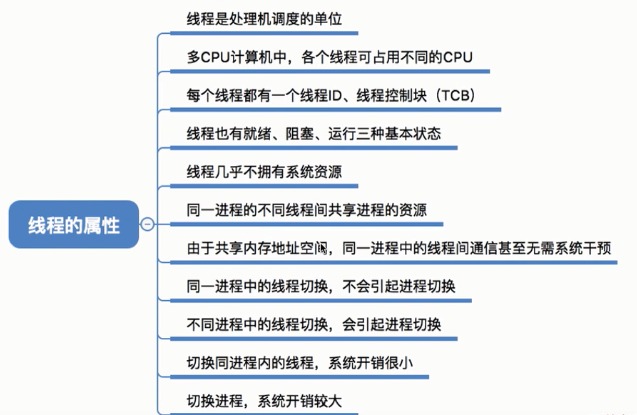 线程是处理机调度的单位
多CPU计算机中，各个线程可占用不同的CPU
每个线程都有一个线程ID、线程控制块（TCB）
线程也有就绪、阻塞、运行三种基本状态
线程几乎不拥有系统资源
线程的属性
同一进程的不同线程间共享进程的资源
由于共享内存地址空间，同一进程中的线程间通信甚至无需系统干预
同一进程中的线程切换，不会引起进程切换
不同进程中的线程切换，会引起进程切换
切换同进程内的线程，系统开销很小
切换进程，系统开销较大